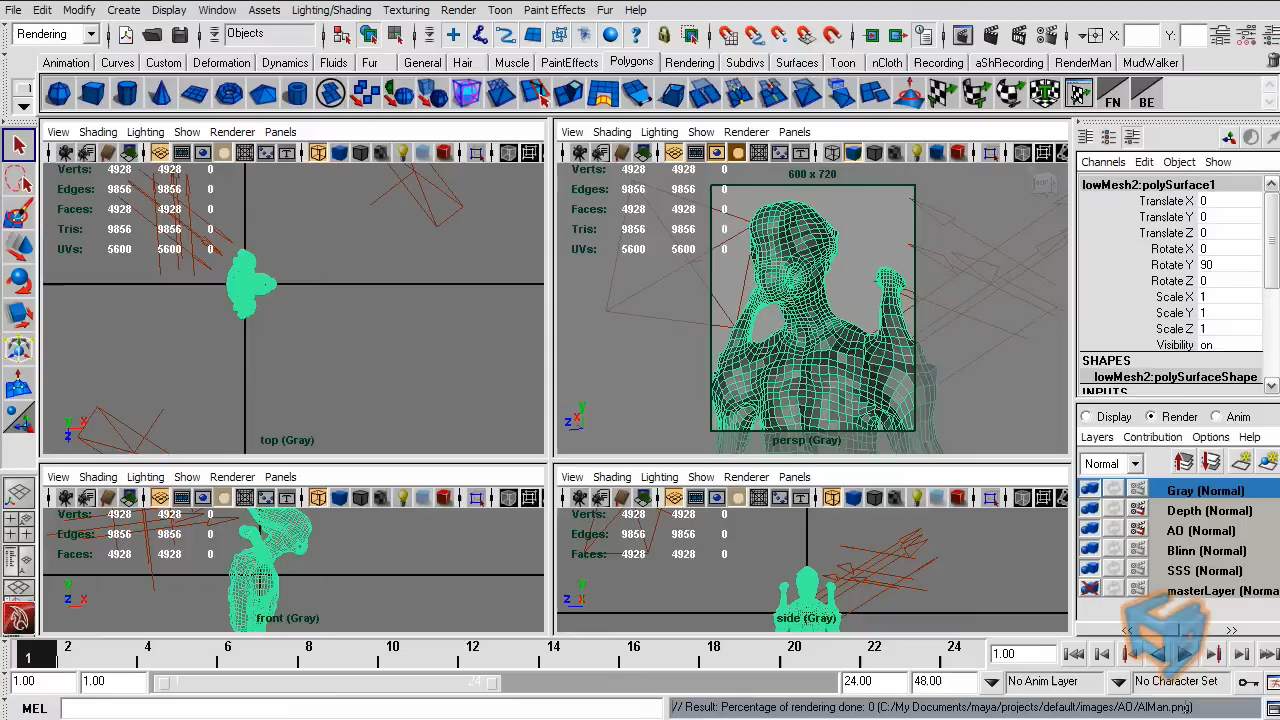 File Edit Modify Create Display Window Assets Lighting/Shading Texturing Render Toon Paint Effects Fur Help
Rendering Objects X: Y:
Animation Curves Custom Deformation Dynamics Fluids Fur General Hair Muscle PaintEffects Polygons Rendering Subdivs Surfaces Toon nCloth Recording aShRecording RenderMan MudWalker
FN BE
View Shading Lighting Show Renderer Panels
Verts: 4928 4928 0
Edges: 9856 9856 0
Faces: 4928 4928 0
Tris: 9856 9856 0
UVs: 5600 5600 0
top (Gray)
View Shading Lighting Show Renderer Panels
600 x 720
Verts: 4928 4928 0
Edges: 9856 9856 0
Faces: 4928 4928 0
Tris: 9856 9856 0
UVs: 5600 5600 0
persp (Gray)
View Shading Lighting Show Renderer Panels
Verts: 4928 4928 0
Edges: 9856 9856 0
Faces: 4928 4928 0
front (Gray)
View Shading Lighting Show Renderer Panels
Verts: 4928 4928 0
Edges: 9856 9856 0
Faces: 4928 4928 0
side (Gray)
Channels Edit Object Show
lowMesh2:polySurface1
Translate X 0
Translate Y 0
Translate Z 0
Rotate X 0
Rotate Y 90
Rotate Z 0
Scale X 1
Scale Y 1
Scale Z 1
Visibility on
SHAPES
lowMesh2:polySurfaceShape
INPUTS
Display Render Anim
Layers Contribution Options Help
Normal
Gray (Normal)
Depth (Normal)
AO (Normal)
Blinn (Normal)
SSS (Normal)
masterLayer (Norma
1 2 4 6 8 10 12 14 16 18 20 22 24 1.00
1.00 1.00 24 24.00 48.00 No Anim Layer No Character Set
MEL // Result: Percentage of rendering done: 0 (C:/My Documents/maya/projects/default/images/AO/AlMan.png)